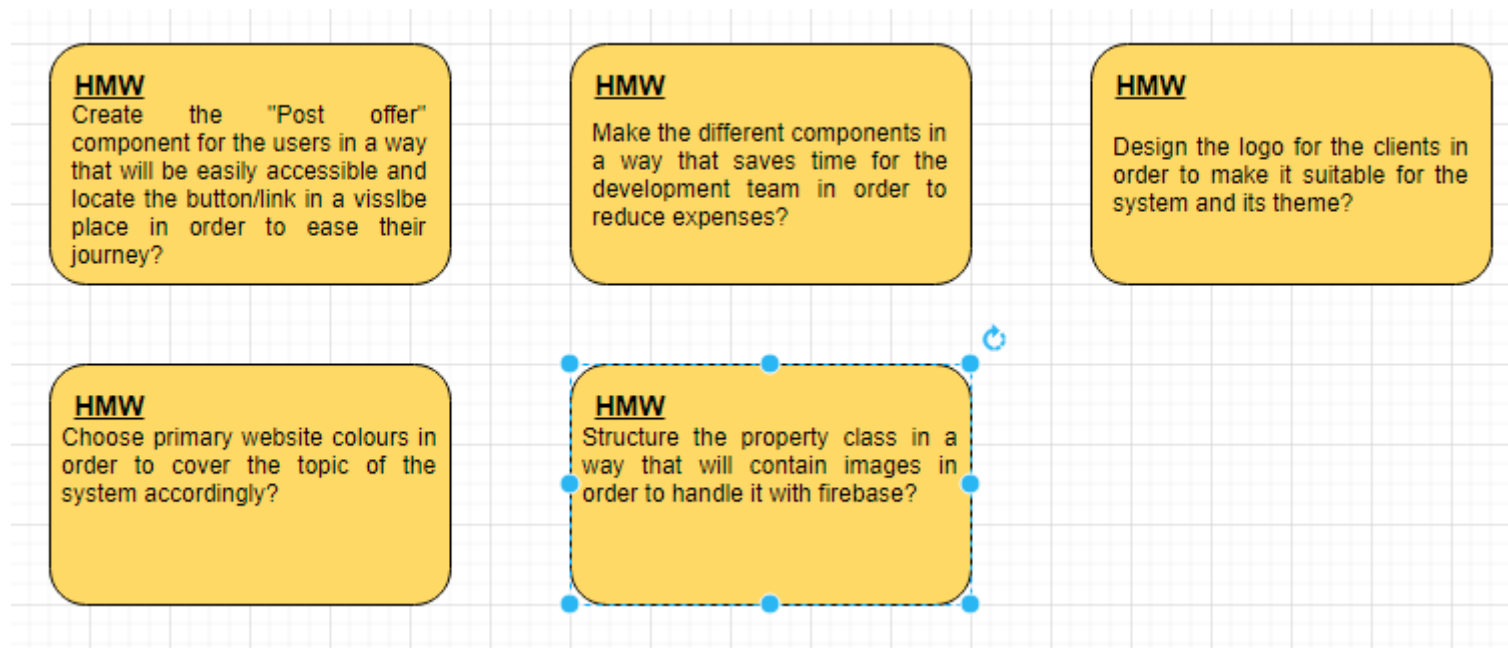 HMW
Create the "Post offer"
component for the users in a way
that will be easily accessible and
locate the button/link in a visslbe
place in order to ease their
journey?
HMW
Make the different components in
a way that saves time for the
development team in order to
reduce expenses?
HMW
Design the logo for the clients in
order to make it suitable for the
system and its theme?
HMW
Choose primary website colours in
order to cover the topic of the
system accordingly?
HMW
Structure the property class in a
way that will contain images in
order to handle it with firebase?